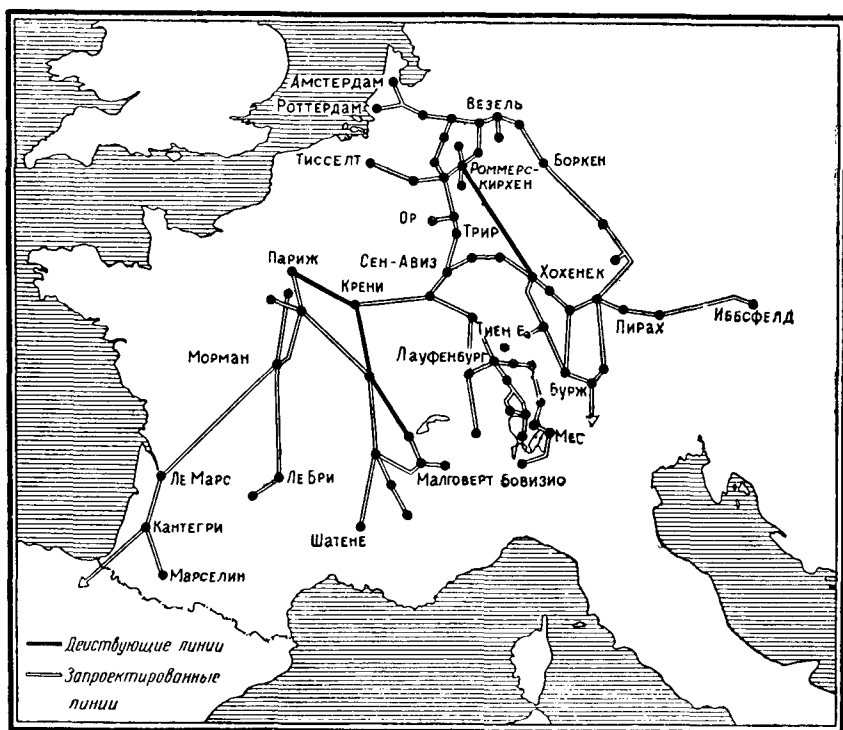 Амстердам
Роттердам
Везель
Тисселт
Боркен
Роммерс-
кирхен
Ор
Трир
Сен-Авиз
Париж
Крени
Хохенек
Тиен Е.
Пирах
Иббсфелд
Морман
Лауфенбург
Бурж
Мес
Ле Марс
Ле Бри
Малговерт
Бовизио
Кантегри
Шатене
Марселин
Действующие линии
Запроектированные
линии